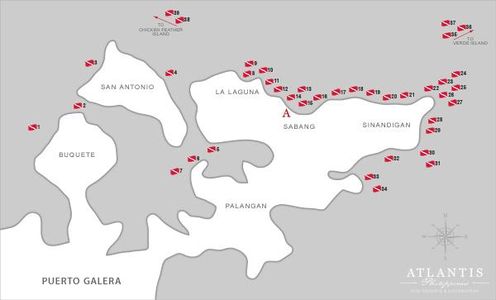 39
38
TO
CHICKEN FEATHER
ISLAND
37
36
35
TO
VERDE ISLAND
3
4
SAN ANTONIO
2
1
BUQUETE
9
10
8
11
LA LAGUNA
12
13
14
15
16
17
18
19
20
21
22
23
24
25
26
27
A
SABANG
SINANDIGAN
28
29
30
31
32
33
34
5
6
7
PALANGAN
PUERTO GALERA
ATLANTIS
Philippines